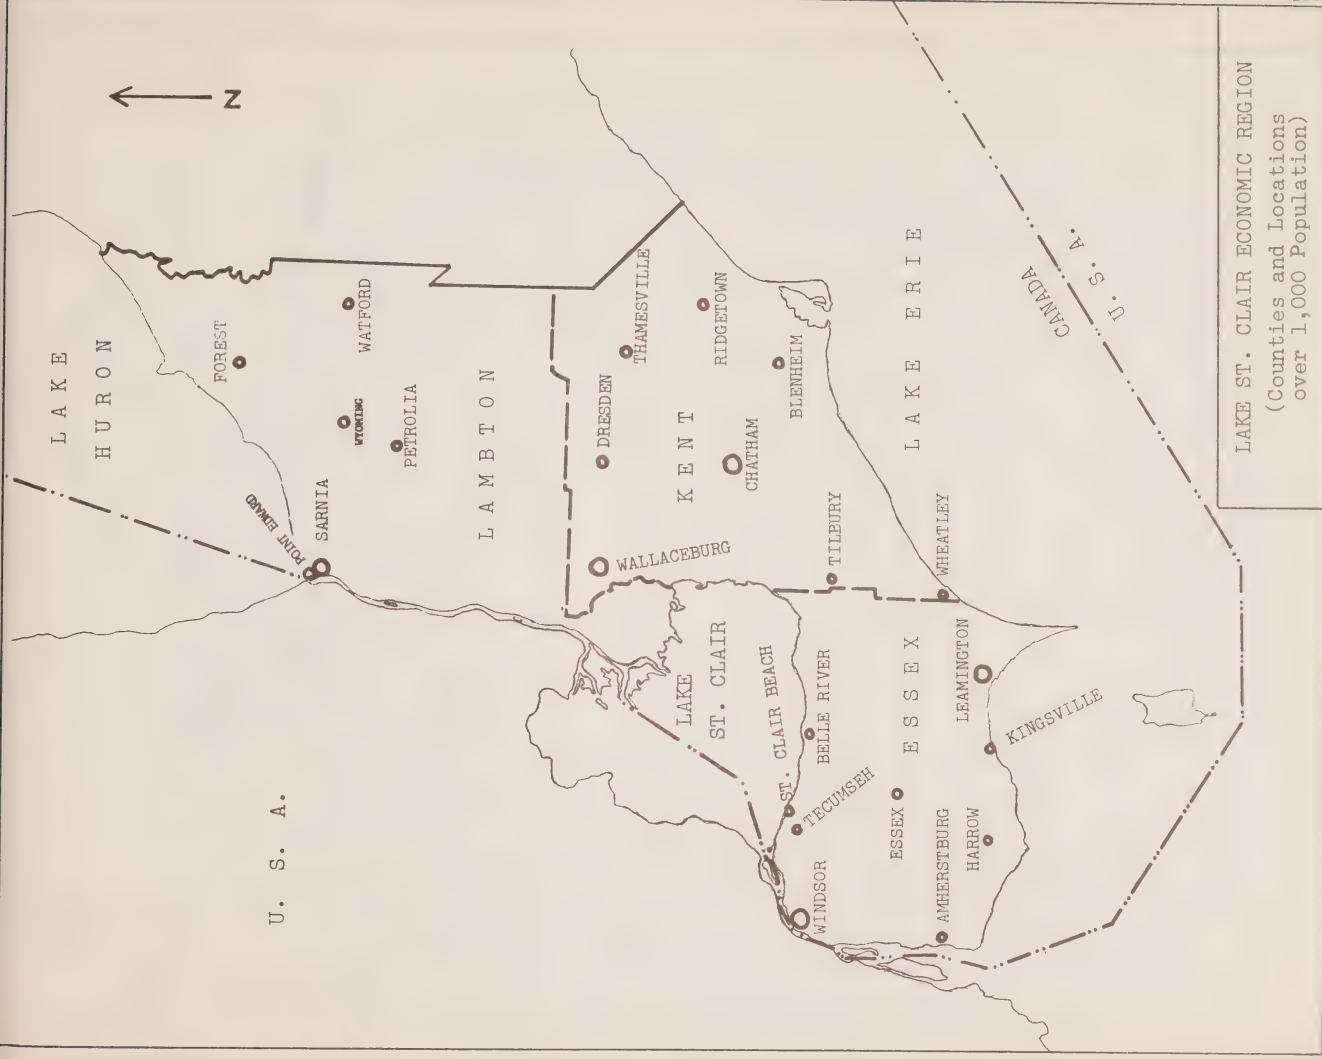 N
LAKE
HURON
FOREST
WATFORD
WYOMING
PETROLIA
POINT EDWARD
SARNIA
LAMBTON
U. S. A.
DRESDEN
THAMESVILLE
RIDGETOWN
KENT
BLENHEIM
CHATHAM
WALLACEBURG
TILBURY
WHEATLEY
LAKE ERIE
CANADA
U. S. A.
LAKE
ST. CLAIR
ST. CLAIR BEACH
BELLE RIVER
TECUMSEH
WINDSOR
ESSEX
ESSEX
LEAMINGTON
KINGSVILLE
AMHERSTBURG
HARROW
LAKE ST. CLAIR ECONOMIC REGION
(Counties and Locations
over 1,000 Population)